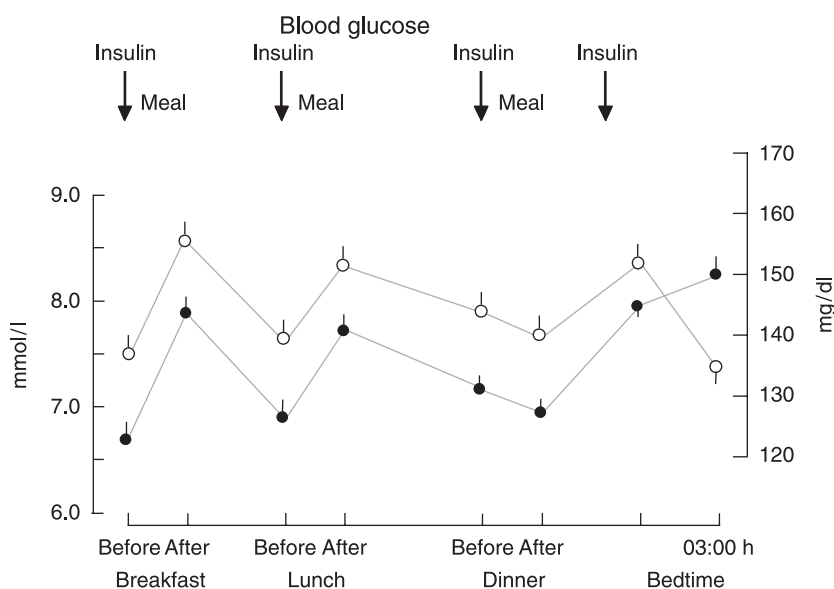 Blood glucose
Insulin Insulin Insulin Insulin
Meal Meal Meal
170
9.0 160
150
8.0
mmol/l mg/dl
140
7.0 130
120
6.0
Before After Before After Before After 03:00 h
Breakfast Lunch Dinner Bedtime